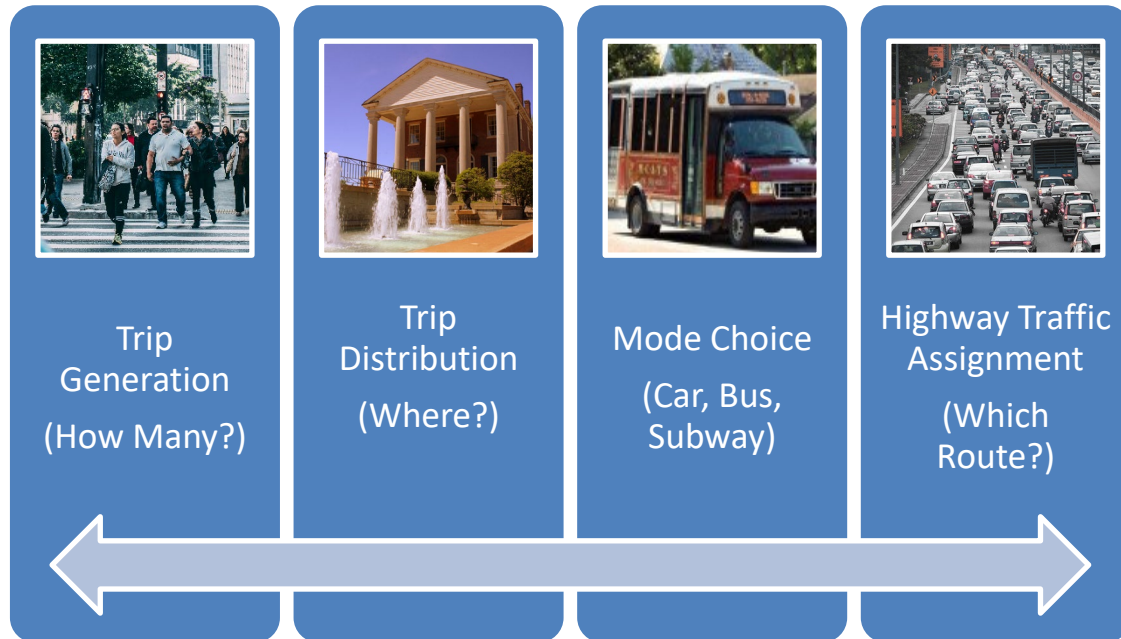 Trip
Generation
(How Many?)
Trip
Distribution
(Where?)
Mode Choice
(Car, Bus,
Subway)
Highway Traffic
Assignment
(Which
Route?)